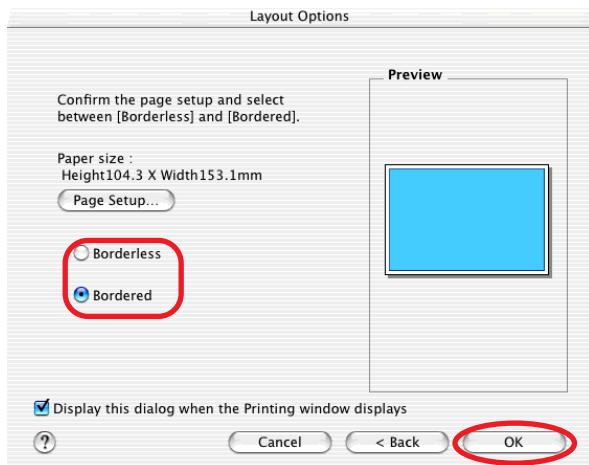 Layout Options
Preview
Confirm the page setup and select
between [Borderless] and [Bordered].
Paper size :
Height104.3 X Width153.1mm
Page Setup...
Borderless
Bordered
Display this dialog when the Printing window displays
?
Cancel
< Back
OK